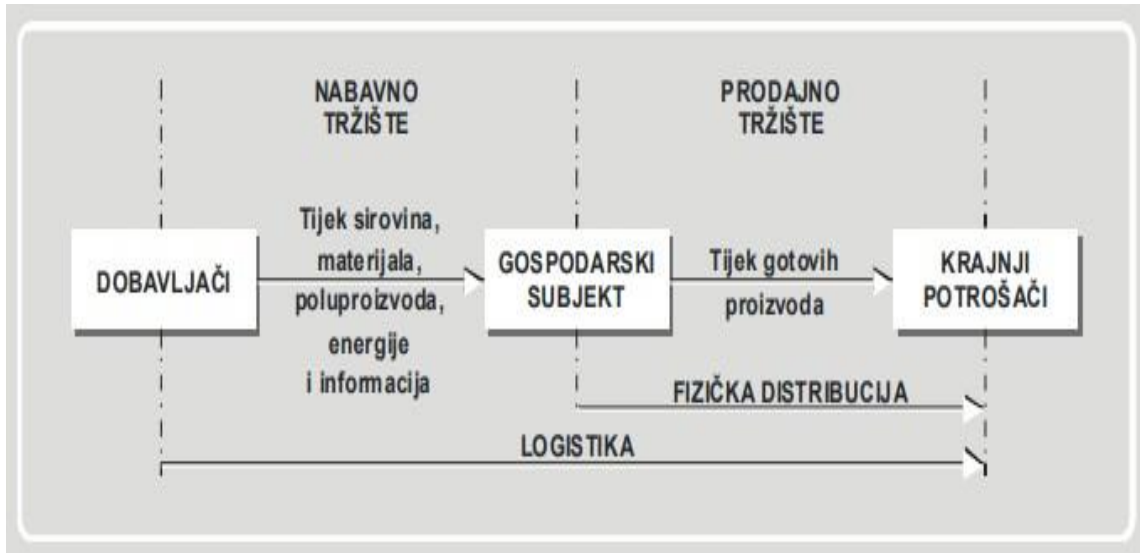 NABAVNO
TRŽIŠTE
PRODAJNO
TRŽIŠTE
DOBAVLJAČI
Tijek sirovina,
materijala,
poluproizvoda,
energije
i informacija
GOSPODARSKI
SUBJEKT
Tijek gotovih
proizvoda
KRAJNJI
POTROŠAČI
FIZIČKA DISTRIBUCIJA
LOGISTIKA